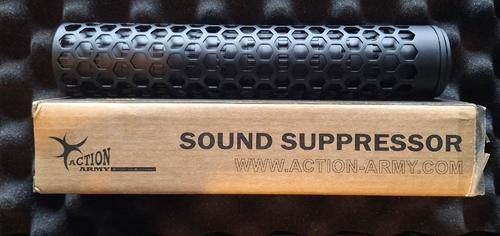 ACTION
ARMY
SOUND SUPPRESSOR
WWW.ACTION-ARMY.COM